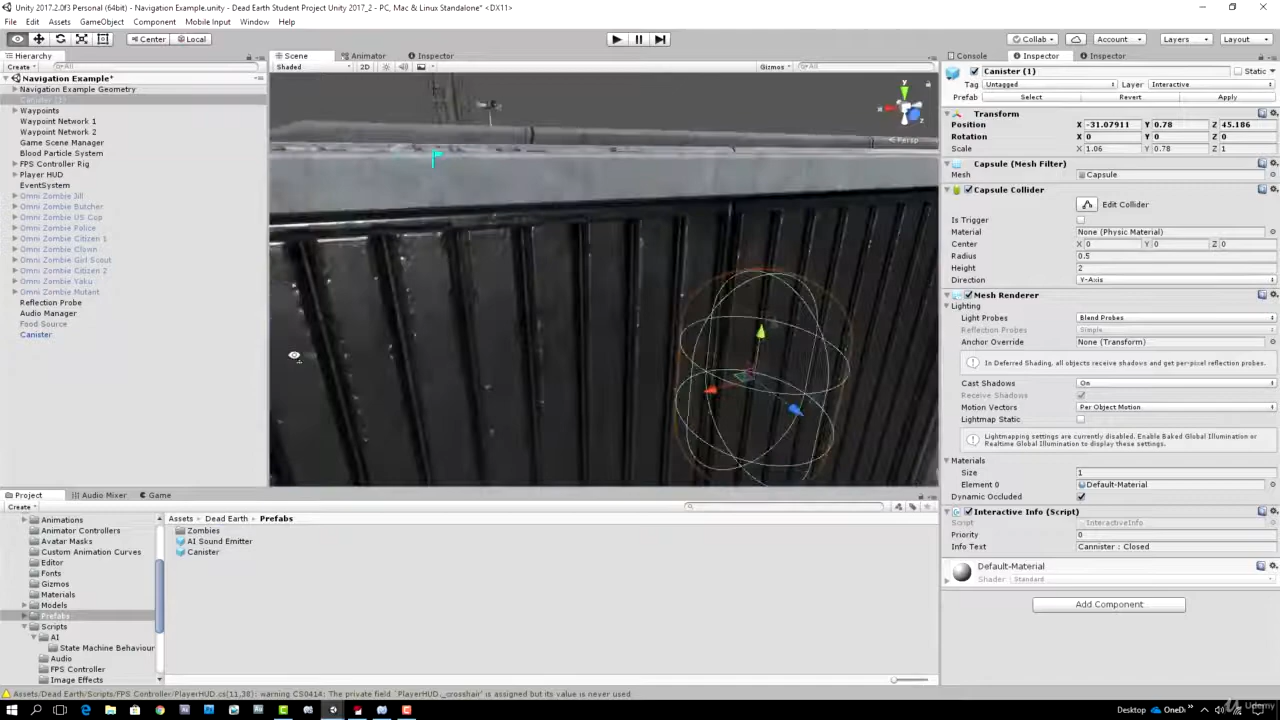 Unity 2017.2.0f3 Personal (64bit) - Navigation Example.unity - Dead Earth Student Project Unity 2017_2 - PC, Mac & Linux Standalone* <DX11>
File Edit Assets GameObject Component Mobile Input Window Help
Center Local Collab Account Layers Layout
Hierarchy
Create All
Navigation Example*
Navigation Example Geometry
Canister (1)
Waypoints
Waypoint Network 1
Waypoint Network 2
Game Scene Manager
Blood Particle System
FPS Controller Rig
Player HUD
EventSystem
Omni Zombie Jill
Omni Zombie Butcher
Omni Zombie US Cop
Omni Zombie Police
Omni Zombie Citizen 1
Omni Zombie Clown
Omni Zombie Girl Scout
Omni Zombie Citizen 2
Omni Zombie Yaku
Omni Zombie Mutant
Reflection Probe
Audio Manager
Food Source
Canister
Scene Animator Inspector
Shaded 2D Gizmos All
y
Persp
Console Inspector Inspector
Canister (1) Static
Tag Untagged Layer Interactive
Prefab Select Revert Apply
Transform
Position X -31.07911 Y 0.78 Z 45.186
Rotation X 0 Y 0 Z 0
Scale X 1.06 Y 0.78 Z 1
Capsule (Mesh Filter)
Mesh Capsule
Capsule Collider
Edit Collider
Is Trigger
Material None (Physic Material)
Center X 0 Y 0 Z 0
Radius 0.5
Height 2
Direction Y-Axis
Mesh Renderer
Lighting
Light Probes Blend Probes
Reflection Probes Simple
Anchor Override None (Transform)
In Deferred Shading, all objects receive shadows and get per-pixel reflection probes.
Cast Shadows On
Receive Shadows
Motion Vectors Per Object Motion
Lightmap Static
Lightmapping settings are currently disabled. Enable Baked Global Illumination or
Realtime Global Illumination to display these settings.
Materials
Size 1
Element 0 Default-Material
Dynamic Occluded
Interactive Info (Script)
Script InteractiveInfo
Priority 0
Info Text Cannister : Closed
Default-Material
Shader Standard
Add Component
Project Audio Mixer Game
Create
Animations
Animator Controllers
Avatar Masks
Custom Animation Curves
Editor
Fonts
Gizmos
Materials
Models
Prefabs
Scripts
AI
State Machine Behaviour
Audio
FPS Controller
Image Effects
Assets Dead Earth Prefabs
Zombies
AI Sound Emitter
Canister
Assets/Dead Earth/Scripts/FPS Controller/PlayerHUD.cs(11,38): warning CS0414: The private field `PlayerHUD._crosshair' is assigned but its value is never used
Desktop OneDr
Udemy